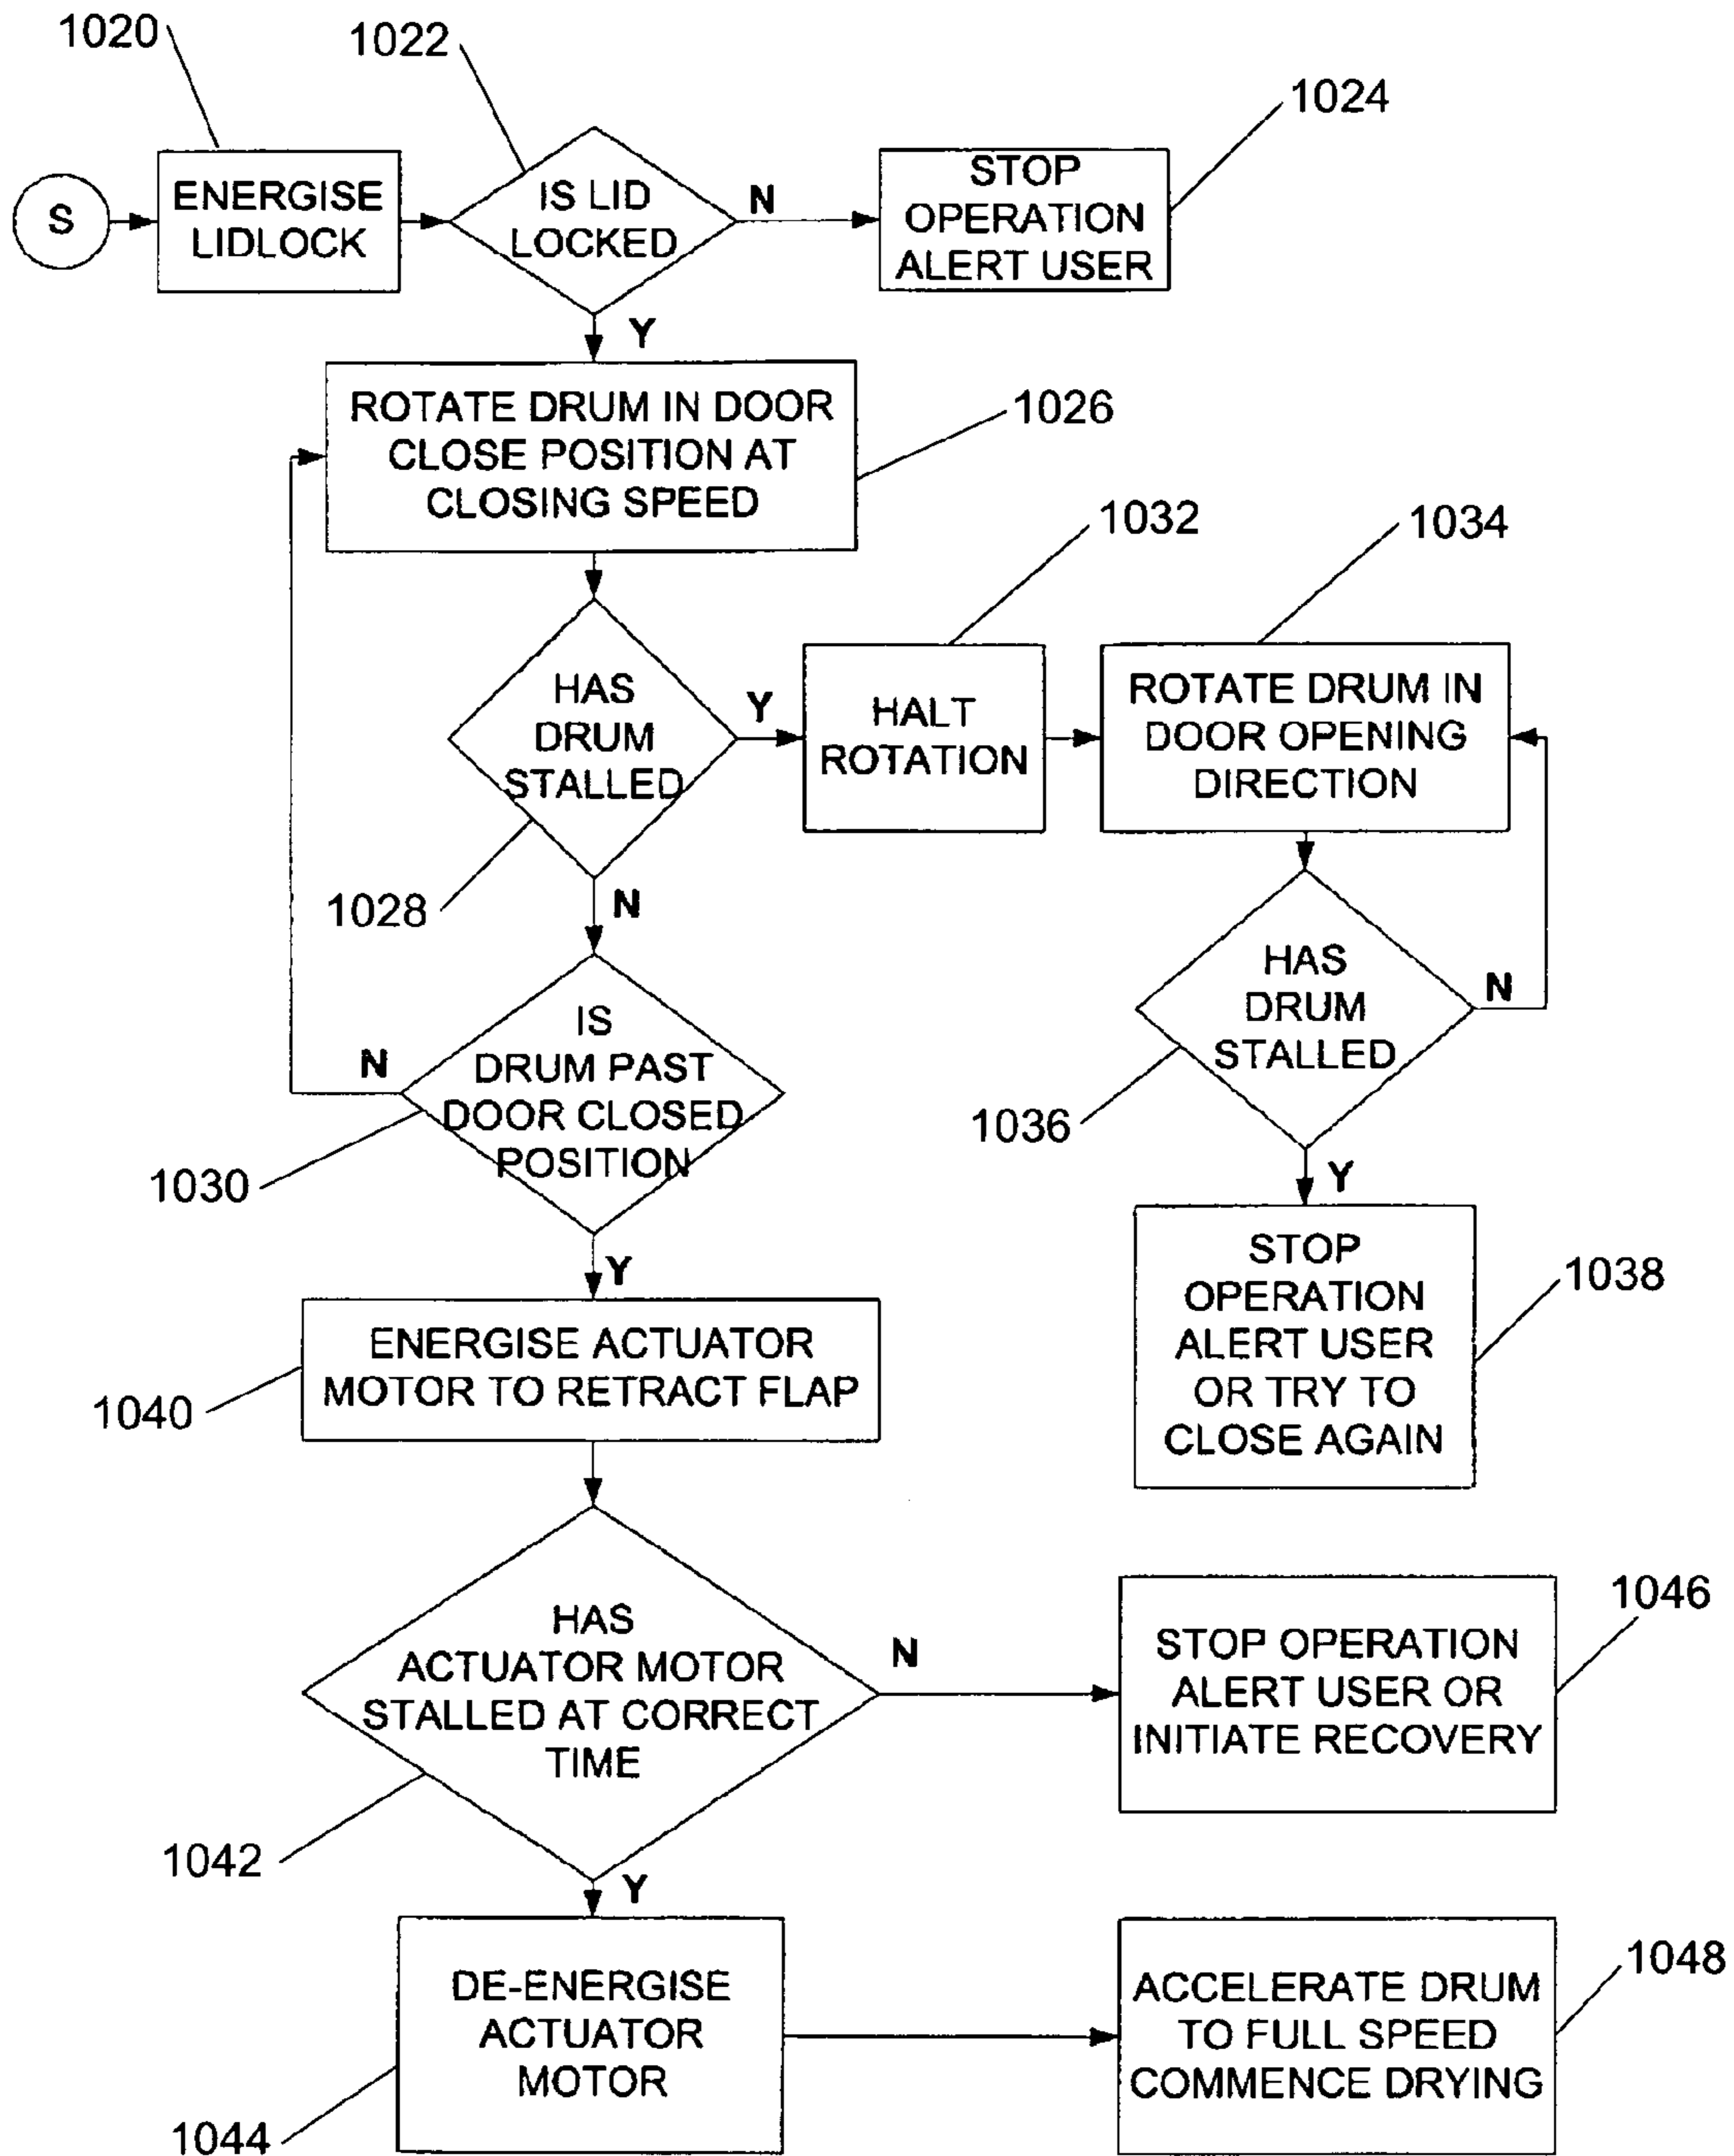 1020
1022
1024
S
ENERGISE
LIDLOCK
IS LID
LOCKED
N
STOP
OPERATION
ALERT USER
Y
ROTATE DRUM IN DOOR
CLOSE POSITION AT
CLOSING SPEED
1026
1032
1034
HAS
DRUM
STALLED
Y
HALT
ROTATION
ROTATE DRUM IN
DOOR OPENING
DIRECTION
1028
N
HAS
DRUM
STALLED
N
1036
Y
IS
DRUM PAST
DOOR CLOSED
POSITION
N
1030
Y
STOP
OPERATION
ALERT USER
OR TRY TO
CLOSE AGAIN
1038
ENERGISE ACTUATOR
MOTOR TO RETRACT FLAP
1040
HAS
ACTUATOR MOTOR
STALLED AT CORRECT
TIME
N
1042
Y
STOP OPERATION
ALERT USER OR
INITIATE RECOVERY
1046
DE-ENERGISE
ACTUATOR
MOTOR
1044
ACCELERATE DRUM
TO FULL SPEED
COMMENCE DRYING
1048